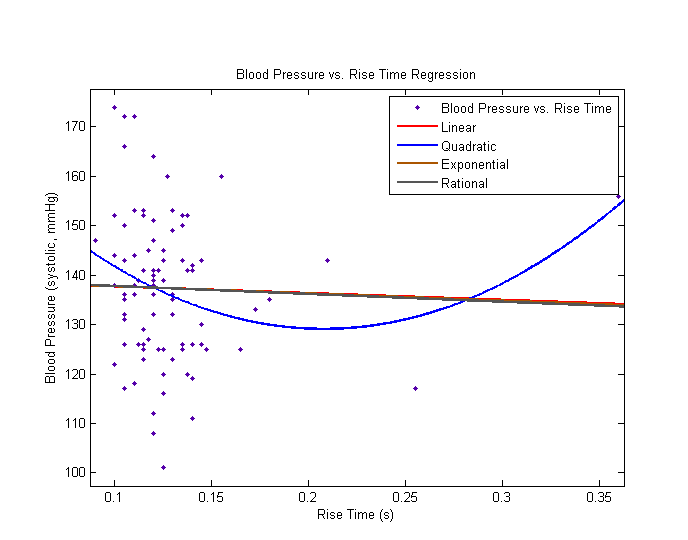 Blood Pressure vs. Rise Time Regression
Blood Pressure vs. Rise Time
Linear
Quadratic
Exponential
Rational
Blood Pressure (systolic, mmHg)
170
160
150
140
130
120
110
100
0.1
0.15
0.2
0.25
0.3
0.35
Rise Time (s)